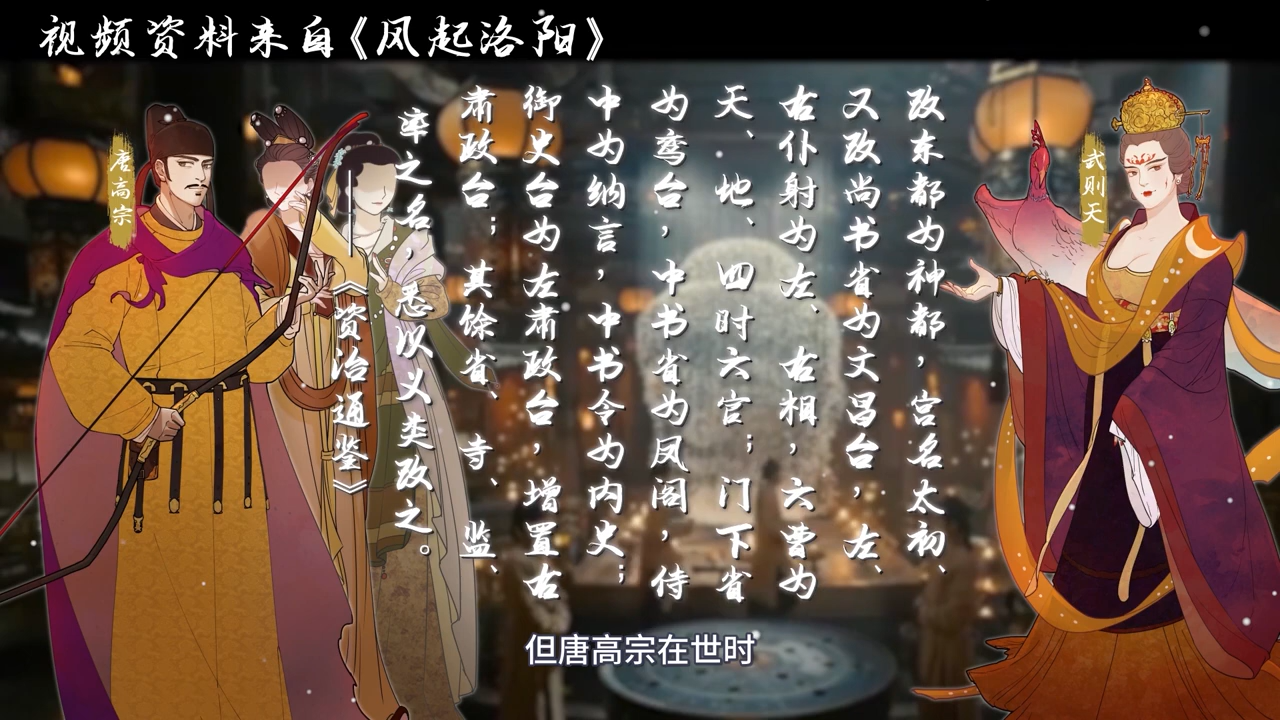 视频资料来自《风起洛阳》
唐高宗
武则天
改东都为神都，宫名太初、
又改尚书省为文昌台，左、
右仆射为左、右相，六曹为
天、地、四时六官；门下省
为鸾台，中书省为凤阁，侍
中为纳言，中书令为内史；
御史台为左肃政台，增置右
肃政台；其馀省、寺、监、
率之名，悉以义类改之。
——《资治通鉴》
但唐高宗在世时